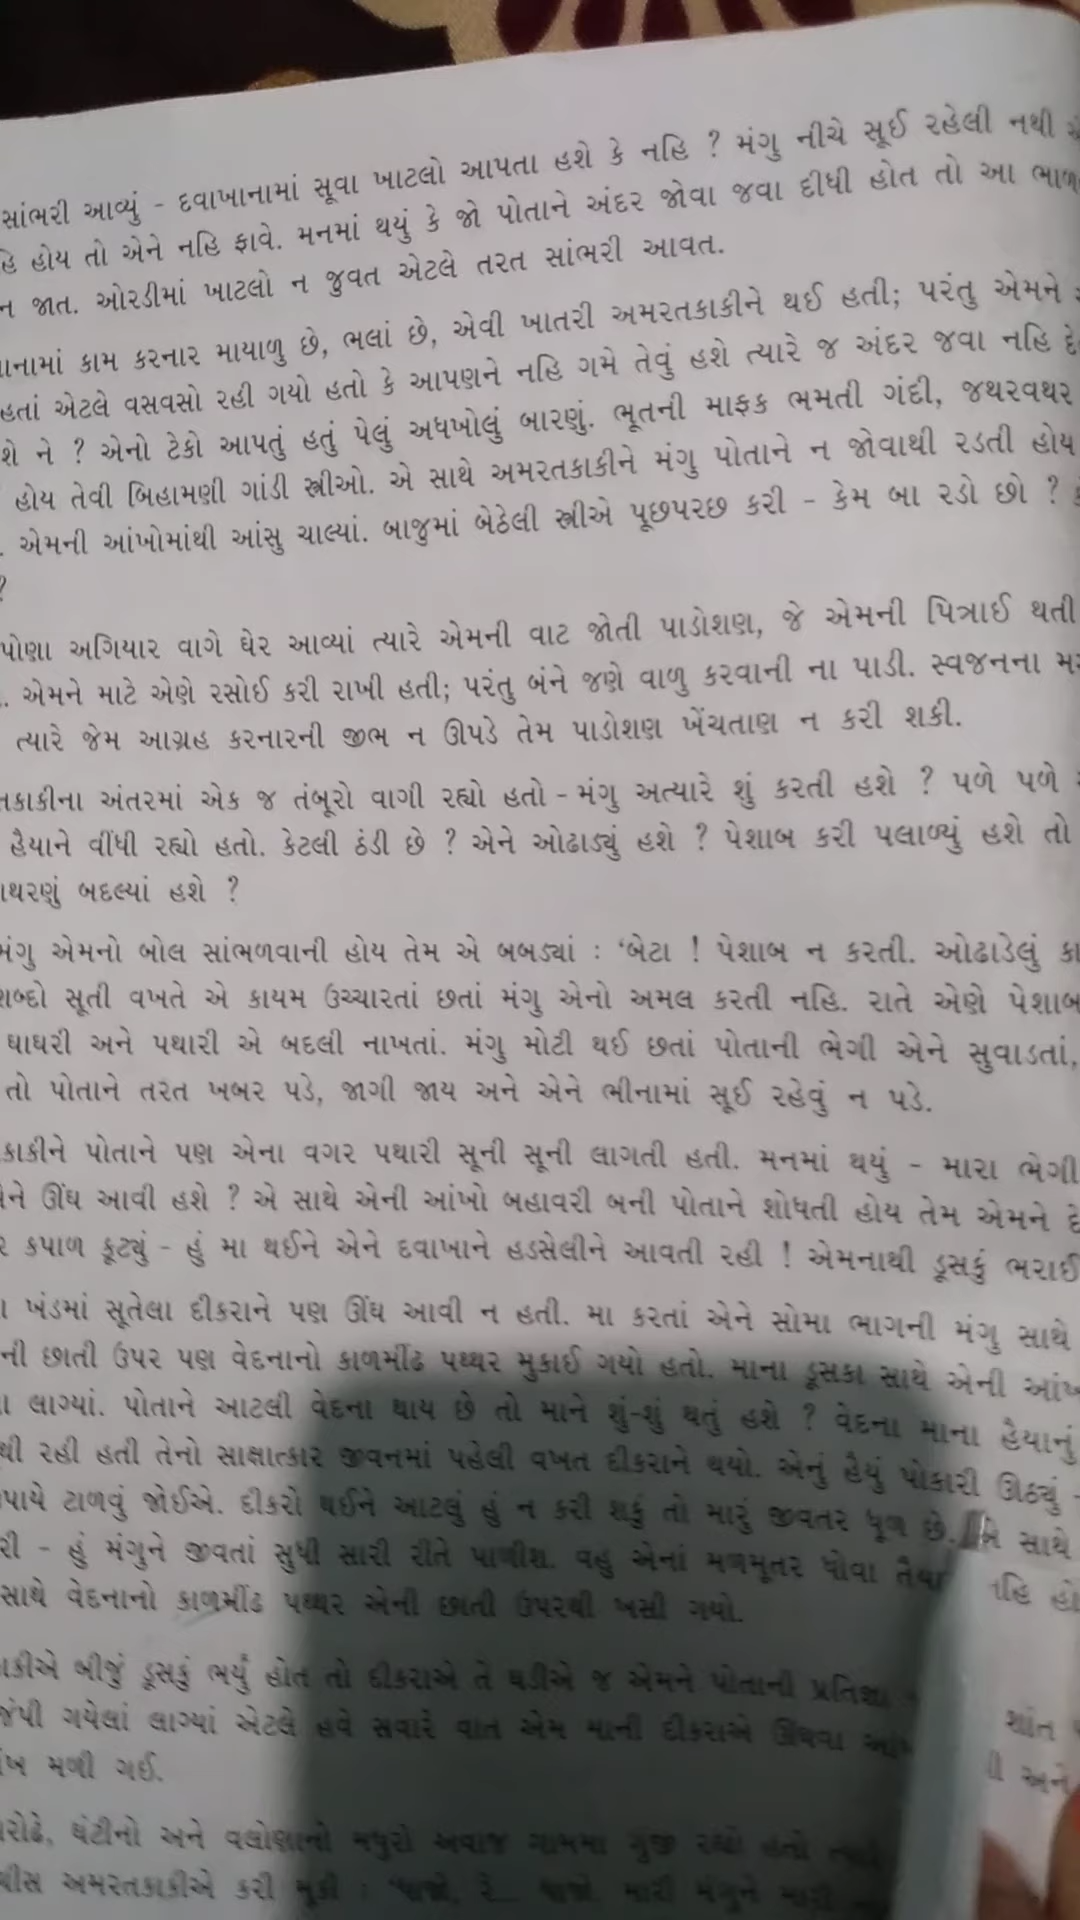 સાંભરી આવ્યું - દવાખાનામાં સૂવા ખાટલો આપતા હશે કે નહિ ? મંગુ નીચે સૂઈ રહેલી નથી
હોય તો એને નહિ ફાવે. મનમાં થયું કે જો પોતાને અંદર જોવા જવા દીધી હોત તો આ
ન જાત. ઓરડીમાં ખાટલો ન જુવત એટલે તરત સાંભરી આવત.
કામ કરનાર માયાળુ છે, ભલાં છે, એવી ખાતરી અમરતકાકીને થઈ હતી; પરંતુ એમને
હતાં એટલે વસવસો રહી ગયો હતો કે આપણને નહિ ગમે તેવું હશે ત્યારે જ અંદર જવા નહિ
ને ? એનો ટેકો આપતું હતું પેલું અધખોલું બારણું. ભૂતની માફક ભમતી ગંદી, જથરવથર
હોય તેવી બિહામણી ગાંડી સ્ત્રીઓ. એ સાથે અમરતકાકીને મંગુ પોતાને ન જોવાથી રડતી હોય
. એમની આંખોમાંથી આંસુ ચાલ્યાં. બાજુમાં બેઠેલી સ્ત્રીએ પૂછપરછ કરી - કેમ બા રડો છો ?
?
પોણા અગિયાર વાગે ઘેર આવ્યાં ત્યારે એમની વાટ જોતી પાડોશણ, જે એમની પિત્રાઈ થતી
. એમને માટે એણે રસોઈ કરી રાખી હતી; પરંતુ બંને જણે વાળુ કરવાની ના પાડી. સ્વજનના
ત્યારે જેમ આગ્રહ કરનારની જીભ ન ઊપડે તેમ પાડોશણ ખેંચતાણ ન કરી શકી.
અંતરમાં એક જ તંબૂરો વાગી રહ્યો હતો - મંગુ અત્યારે શું કરતી હશે ? પળે પળે
હૈયાને વીંધી રહ્યો હતો. કેટલી ઠંડી છે ? એને ઓઢાડ્યું હશે ? પેશાબ કરી પલાળ્યું હશે તો
બદલ્યાં હશે ?
મંગુ એમનો બોલ સાંભળવાની હોય તેમ એ બબડ્યાં : ‘બેટા ! પેશાબ ન કરતી. ઓઢાડેલું
શબ્દો સૂતી વખતે એ કાયમ ઉચ્ચારતાં છતાં મંગુ એનો અમલ કરતી નહિ. રાતે એણે પેશાબ
ઘાઘરી અને પથારી એ બદલી નાખતાં. મંગુ મોટી થઈ છતાં પોતાની ભેગી એને સુવાડતાં,
તો પોતાને તરત ખબર પડે, જાગી જાય અને એને ભીનામાં સૂઈ રહેવું ન પડે.
પોતાને પણ એના વગર પથારી સૂની સૂની લાગતી હતી. મનમાં થયું - મારા ભેગી
ઊંઘ આવી હશે ? એ સાથે એની આંખો બહાવરી બની પોતાને શોધતી હોય તેમ એમને
કપાળ કૂટ્યું - હું મા થઈને એને દવાખાને હડસેલીને આવતી રહી ! એમનાથી ડૂસકું ભરાઈ
ખંડમાં સૂતેલા દીકરાને પણ ઊંઘ આવી ન હતી. મા કરતાં એને સોમા ભાગની મંગુ સાથે
છાતી ઉપર પણ વેદનાનો કાળમીંઢ પથ્થર મુકાઈ ગયો હતો. માના ડૂસકા સાથે એની
લાગ્યાં. પોતાને આટલી વેદના થાય છે તો માને શું-શું થતું હશે ? વેદના માના હૈયાનું
રહી હતી તેનો સાક્ષાત્કાર જીવનમાં પહેલી વખત દીકરાને થયો. એનું હૈયું પોકારી ઊઠ્યું -
ટાળવું જોઈએ. દીકરો થઈને આટલું હું ન કરી શકું તો મારું જીવતર ધૂળ છે. સાથે
- હું મંગુને જીવતાં સુધી સારી રીતે પાળીશ. વહુ એનાં મળમૂતર ધોવા
સાથે વેદનાનો કાળમીંઢ પથ્થર એની છાતી ઉપરથી ખસી ગયો.
બીજું ડૂસકું ભર્યું હોત તો દીકરાએ તે ઘડીએ જ એમને પોતાની પ્રતિજ્ઞા
ગયેલાં લાગ્યાં એટલે હવે સવારે વાત એમ માની દીકરાએ ઊંઘવા
મળી ગઈ.
ઘંટીનો અને વલોણાનો મધુરો અવાજ ગામમાં ગુંજી રહ્યો હતો
અમરતકાકીએ કરી મૂકી :